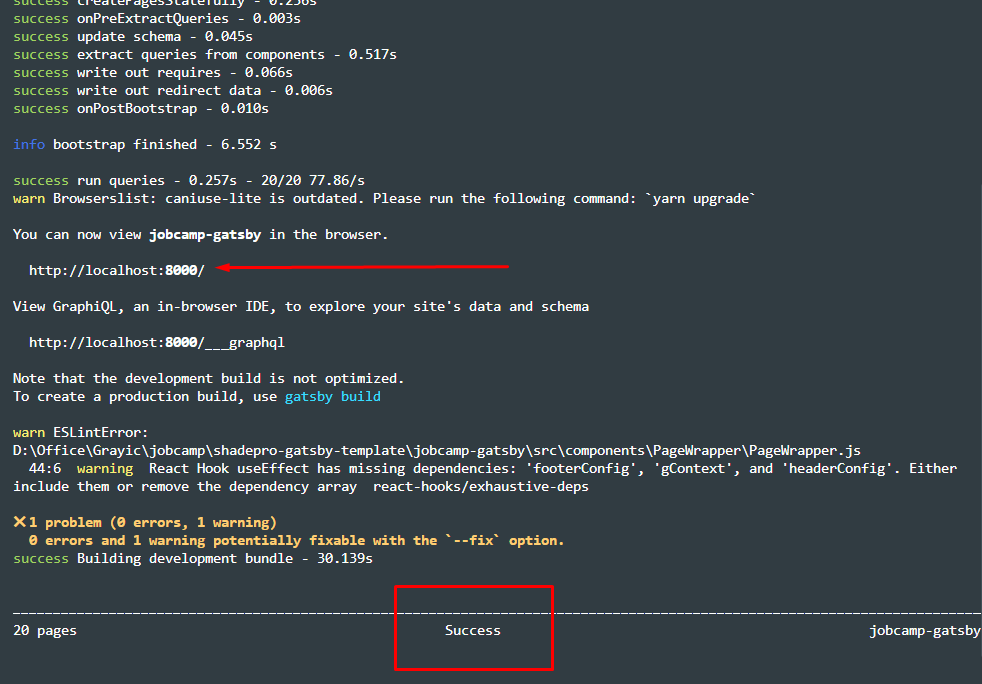 success createPagesStatefully - 0.256s
success onPreExtractQueries - 0.003s
success update schema - 0.045s
success extract queries from components - 0.517s
success write out requires - 0.066s
success write out redirect data - 0.006s
success onPostBootstrap - 0.010s
info bootstrap finished - 6.552 s
success run queries - 0.257s - 20/20 77.86/s
warn Browserslist: caniuse-lite is outdated. Please run the following command: `yarn upgrade`
You can now view jobcamp-gatsby in the browser.
http://localhost:8000/
View GraphiQL, an in-browser IDE, to explore your site's data and schema
http://localhost:8000/___graphql
Note that the development build is not optimized.
To create a production build, use gatsby build
warn ESLintError:
D:\Office\Grayic\jobcamp\shadepro-gatsby-template\jobcamp-gatsby\src\components\PageWrapper\PageWrapper.js
44:6  warning  React Hook useEffect has missing dependencies: 'footerConfig', 'gContext', and 'headerConfig'. Either
include them or remove the dependency array  react-hooks/exhaustive-deps
✕ 1 problem (0 errors, 1 warning)
0 errors and 1 warning potentially fixable with the `--fix` option.
success Building development bundle - 30.139s
20 pages Success jobcamp-gatsby